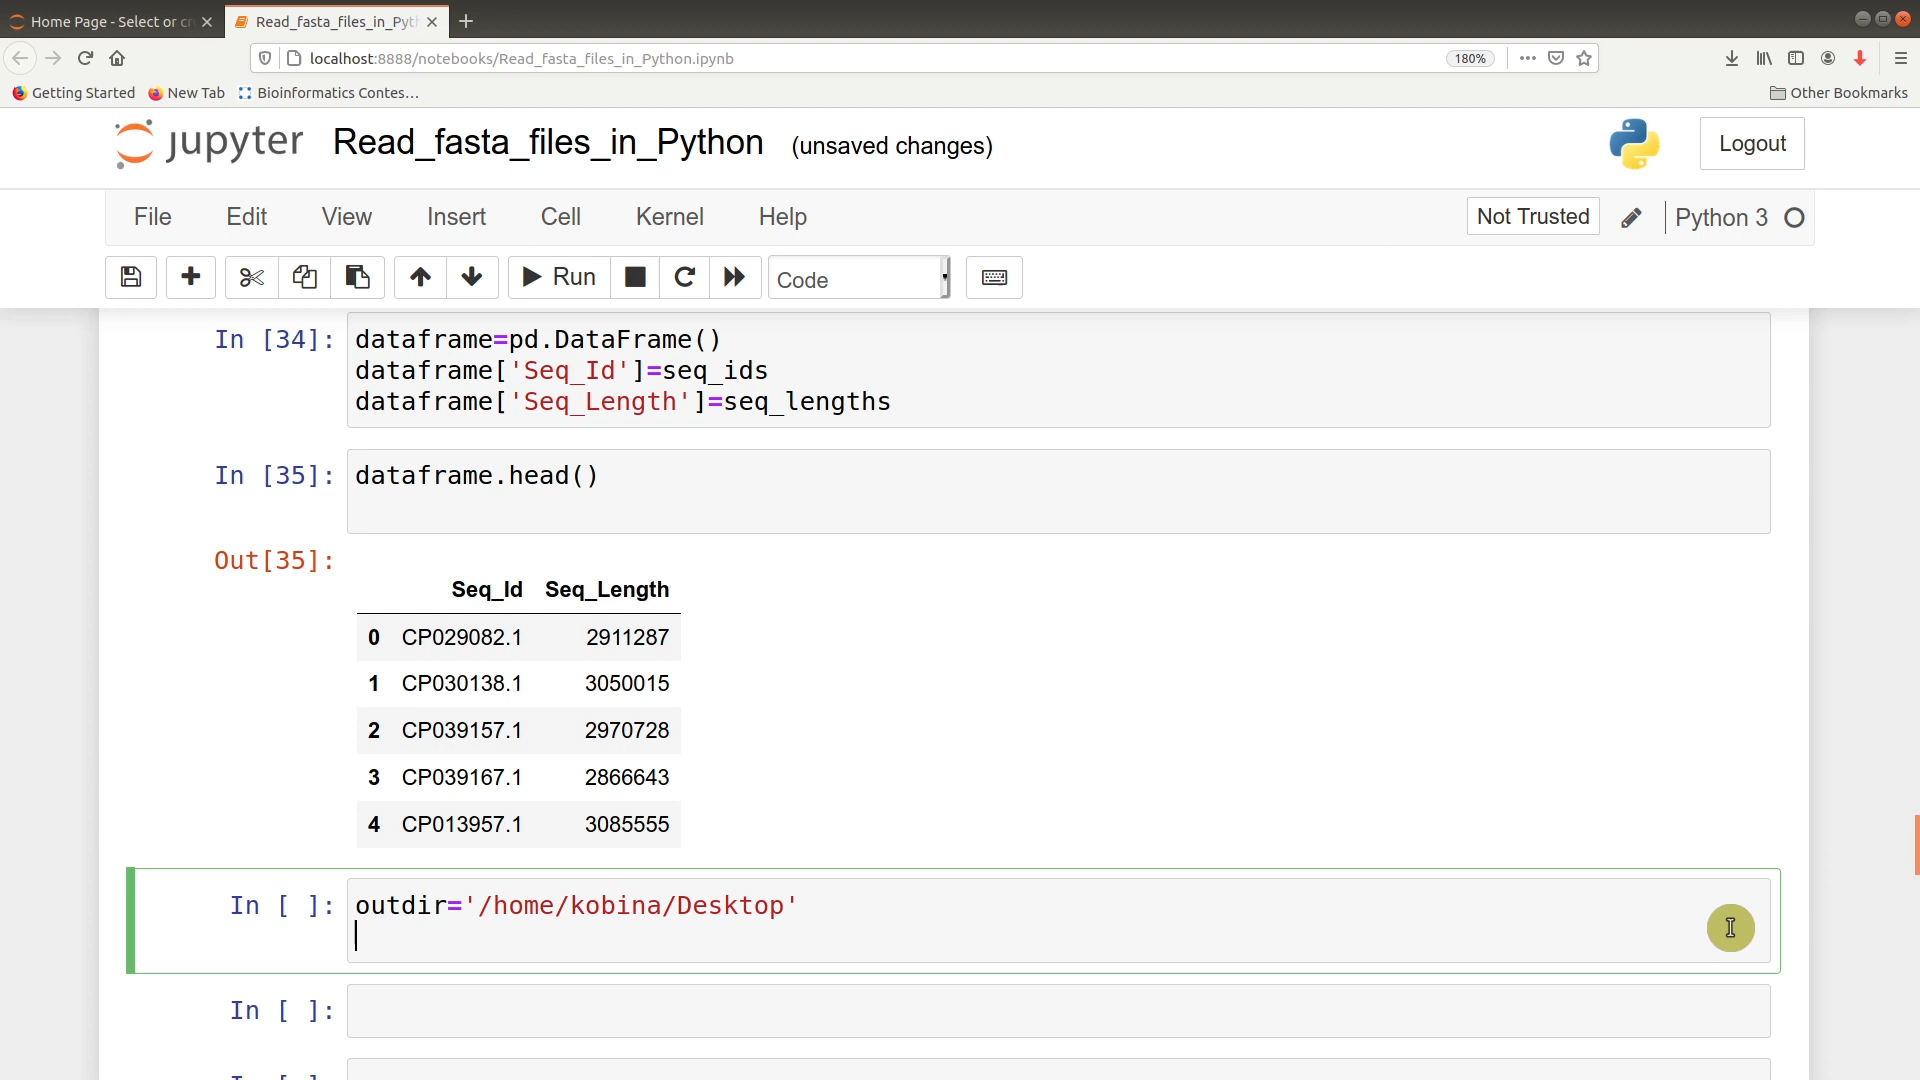 Home Page - Select or cr
Read_fasta_files_in_Pyt
localhost:8888/notebooks/Read_fasta_files_in_Python.ipynb
180%
Getting Started
New Tab
Bioinformatics Contes…
Other Bookmarks
jupyter
Read_fasta_files_in_Python
(unsaved changes)
Logout
File
Edit
View
Insert
Cell
Kernel
Help
Not Trusted
Python 3
Run
Code
In [34]:
dataframe=pd.DataFrame()
dataframe['Seq_Id']=seq_ids
dataframe['Seq_Length']=seq_lengths
In [35]:
dataframe.head()
Out[35]:
Seq_Id Seq_Length
0 CP029082.1 2911287
1 CP030138.1 3050015
2 CP039157.1 2970728
3 CP039167.1 2866643
4 CP013957.1 3085555
In [ ]:
outdir='/home/kobina/Desktop'
In [ ]: